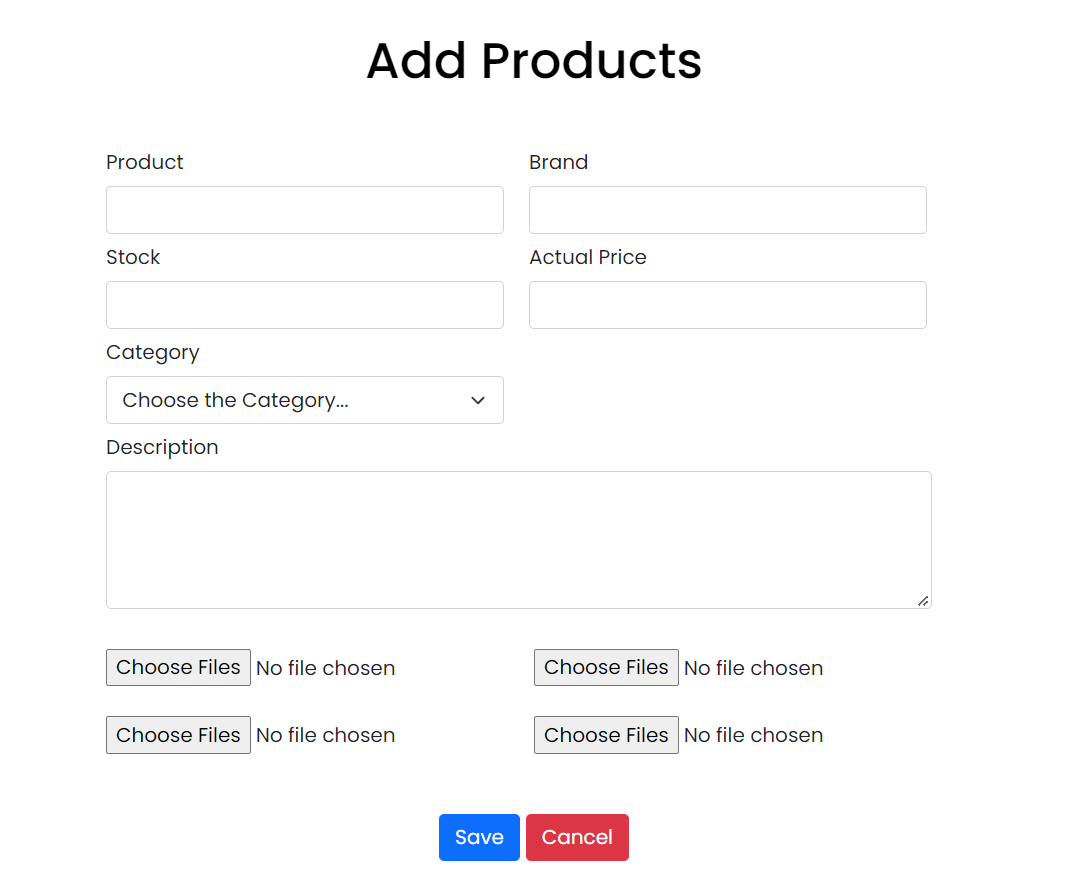 Add Products
Product Brand
Stock Actual Price
Category
Choose the Category...
Description
Choose Files No file chosen Choose Files No file chosen
Choose Files No file chosen Choose Files No file chosen
Save Cancel